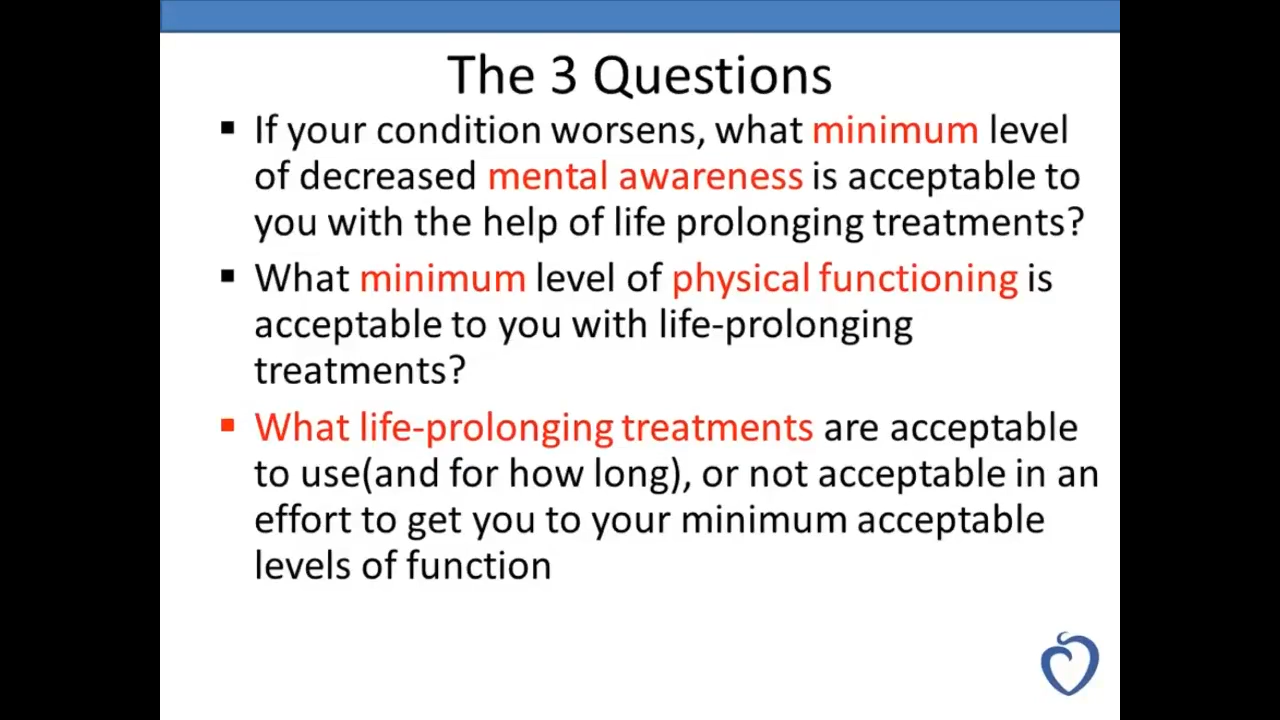 The 3 Questions
▪ If your condition worsens, what minimum level
of decreased mental awareness is acceptable to
you with the help of life prolonging treatments?
▪ What minimum level of physical functioning is
acceptable to you with life-prolonging
treatments?
▪ What life-prolonging treatments are acceptable
to use(and for how long), or not acceptable in an
effort to get you to your minimum acceptable
levels of function